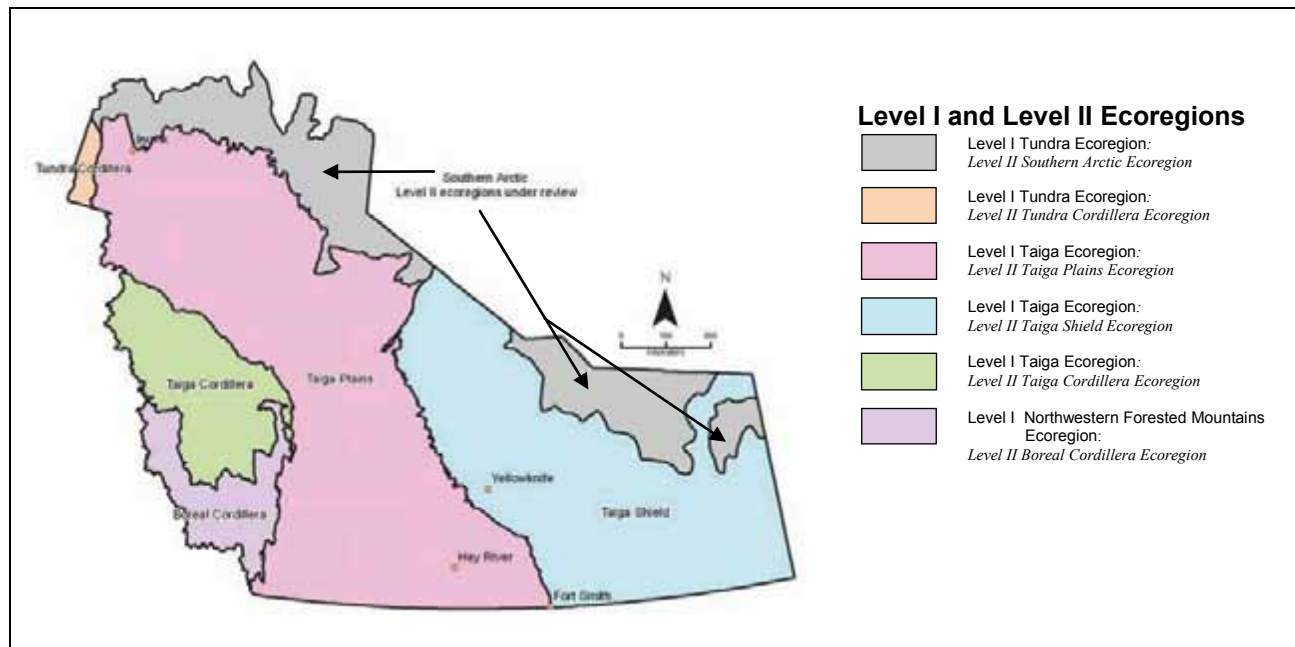 Level I and Level II Ecoregions
Level I Tundra Ecoregion:
Level II Southern Arctic Ecoregion
Level I Tundra Ecoregion:
Level II Tundra Cordillera Ecoregion
Level I Taiga Ecoregion:
Level II Taiga Plains Ecoregion
Level I Taiga Ecoregion:
Level II Taiga Shield Ecoregion
Level I Taiga Ecoregion:
Level II Taiga Cordillera Ecoregion
Level I Northwestern Forested Mountains
Ecoregion:
Level II Boreal Cordillera Ecoregion
Tundra Cordillera
Southern Arctic
Level II ecoregions under review
N
Taiga Cordillera
Taiga Plains
Yellowknife
Boreal Cordillera
Taiga Shield
Hay River
Fort Smith